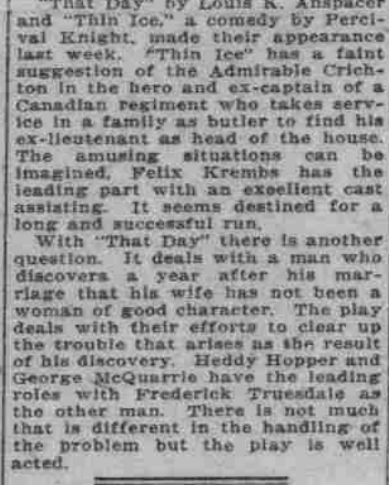 "That Day" by Louis K. Anspacer
and "Thin Ice," a comedy by Perci-
val Knight, made their appearance
last week. "Thin Ice" has a faint
suggestion of the Admirable Crich-
ton in the hero and ex-captain of a
Canadian regiment who takes serv-
ice in a family as butler to find his
ex-lieutenant as head of the house.
The amusing situations can be
imagined, Felix Krembs has the
leading part with an exeellent cast
assisting. It seems destined for a
long and successful run.
With "That Day" there is another
question. It deals with a man who
discovers a year after his mar-
riage that his wife has not been a
woman of good character. The play
deals with their efforts to clear up
the trouble that arises as the result
of his discovery. Heddy Hopper and
George McQuarrie have the leading
roles with Frederick Truesdale as
the other man. There is not much
that is different in the handling of
the problem but the play is well
acted.